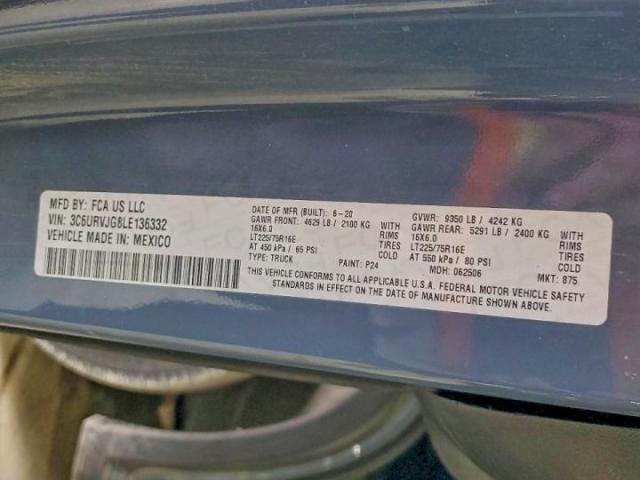 MFD BY: FCA US LLC
VIN: 3C6URVJG8LE136332
VEHICLE MADE IN: MEXICO
DATE OF MFR (BUILT): 6-20
GAWR FRONT: 4629 LB / 2100 KG WITH
16X6.0 RIMS
LT225/75R16E TIRES
AT 450 kPa / 65 PSI COLD
TYPE: TRUCK PAINT: P24
GVWR: 9350 LB / 4242 KG
GAWR REAR: 5291 LB / 2400 KG WITH
16X6.0 RIMS
LT225/75R16E TIRES
AT 550 kPa / 80 PSI COLD
MDH: 062506 MKT: 875
THIS VEHICLE CONFORMS TO ALL APPLICABLE U.S.A. FEDERAL MOTOR VEHICLE SAFETY
STANDARDS IN EFFECT ON THE DATE OF MANUFACTURE SHOWN ABOVE.